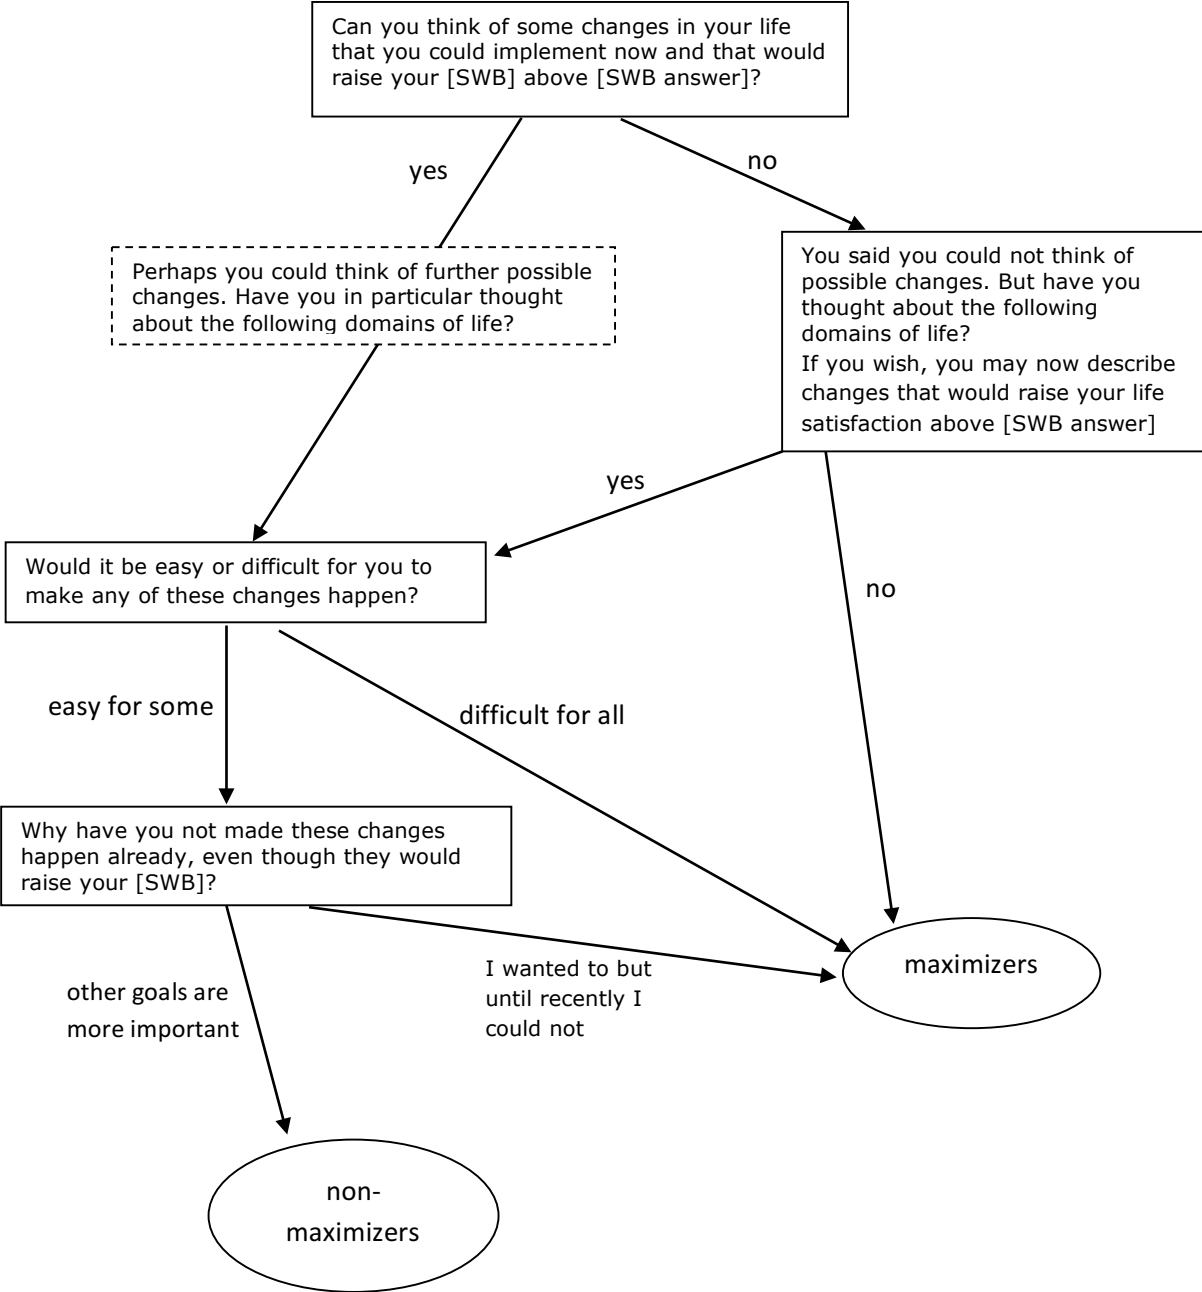 Can you think of some changes in your life
that you could implement now and that would
raise your [SWB] above [SWB answer]?
yes
no
Perhaps you could think of further possible
changes. Have you in particular thought
about the following domains of life?
You said you could not think of
possible changes. But have you
thought about the following
domains of life?
If you wish, you may now describe
changes that would raise your life
satisfaction above [SWB answer]
yes
no
Would it be easy or difficult for you to
make any of these changes happen?
easy for some
difficult for all
Why have you not made these changes
happen already, even though they would
raise your [SWB]?
other goals are
more important
I wanted to but
until recently I
could not
maximizers
non-
maximizers